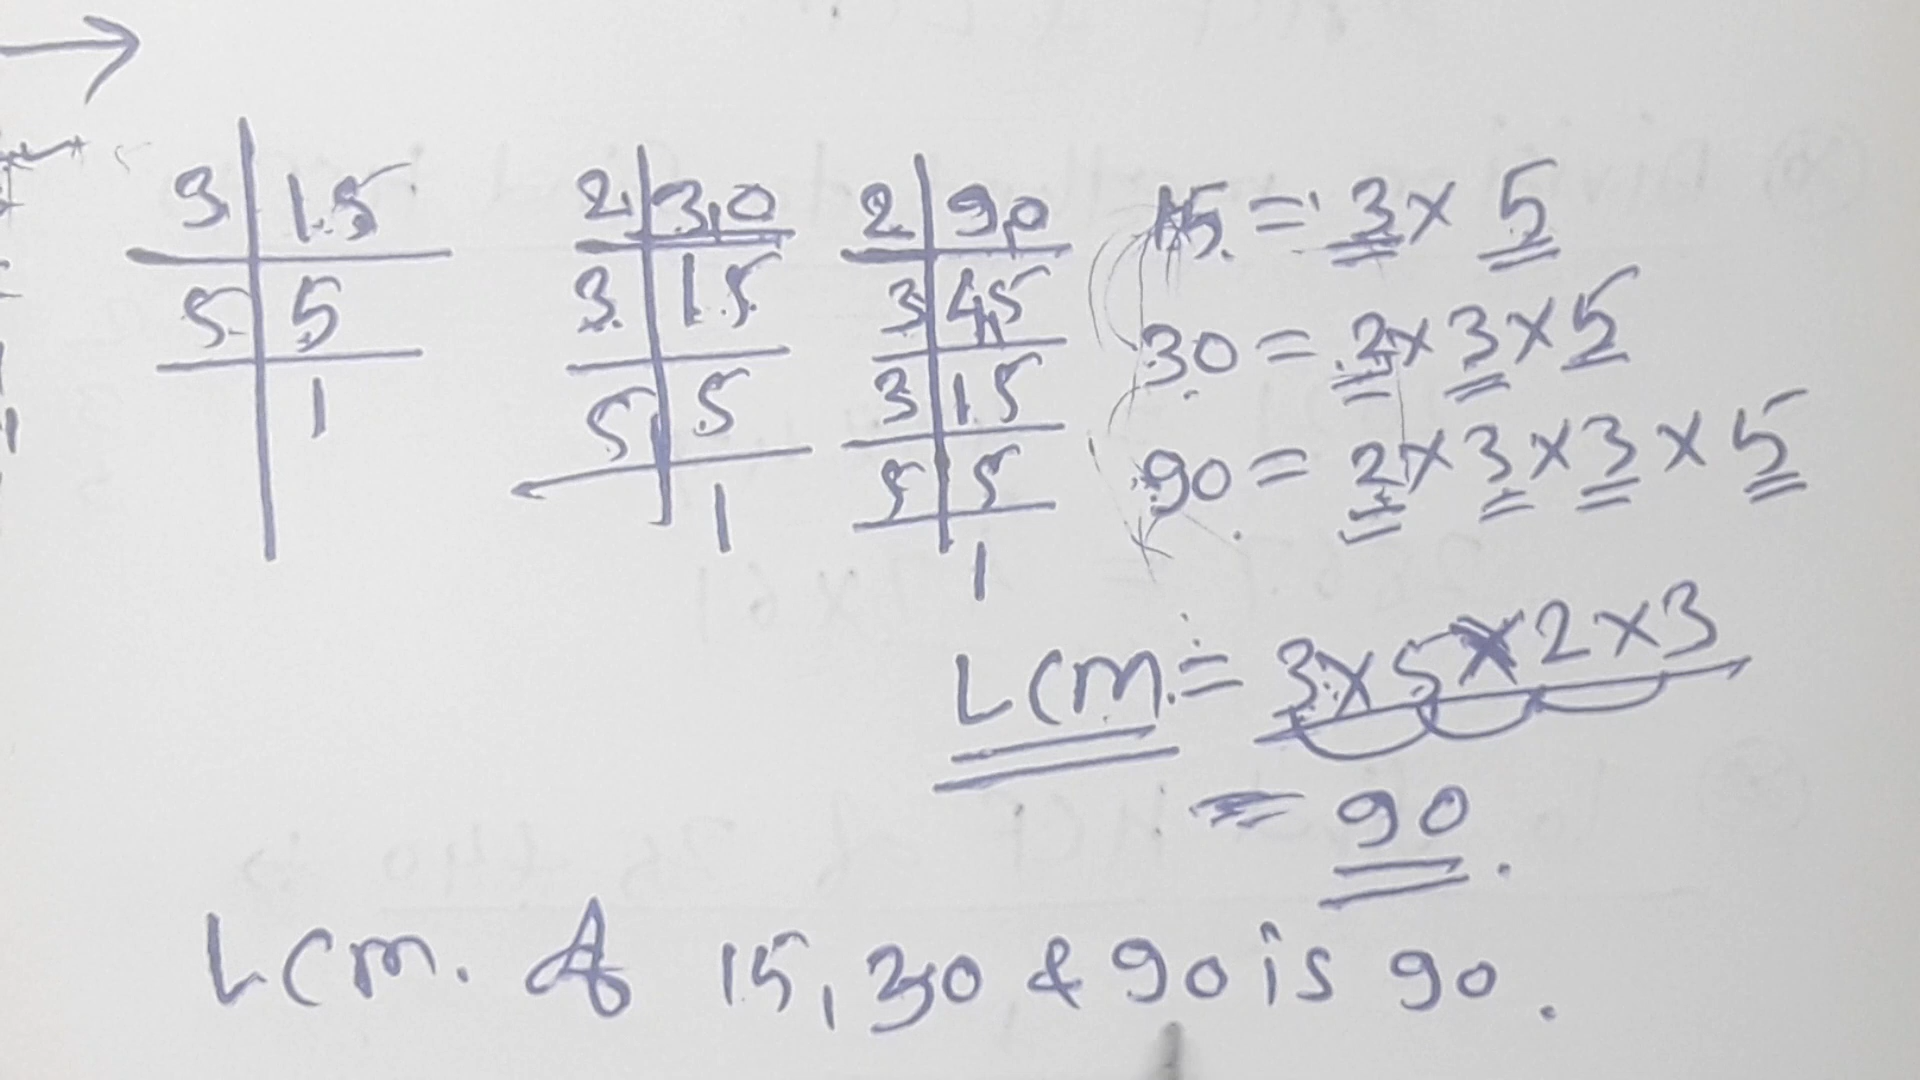 3 | 15
5 | 5
1
2 | 30
3 | 15
5 | 5
1
2 | 90
3 | 45
3 | 15
5 | 5
1
15 = 3 × 5
30 = 2 × 3 × 5
90 = 2 × 3 × 3 × 5
LCM = 3 × 5 × 2 × 3
= 90.
LCM. of 15, 30 & 90 is 90.